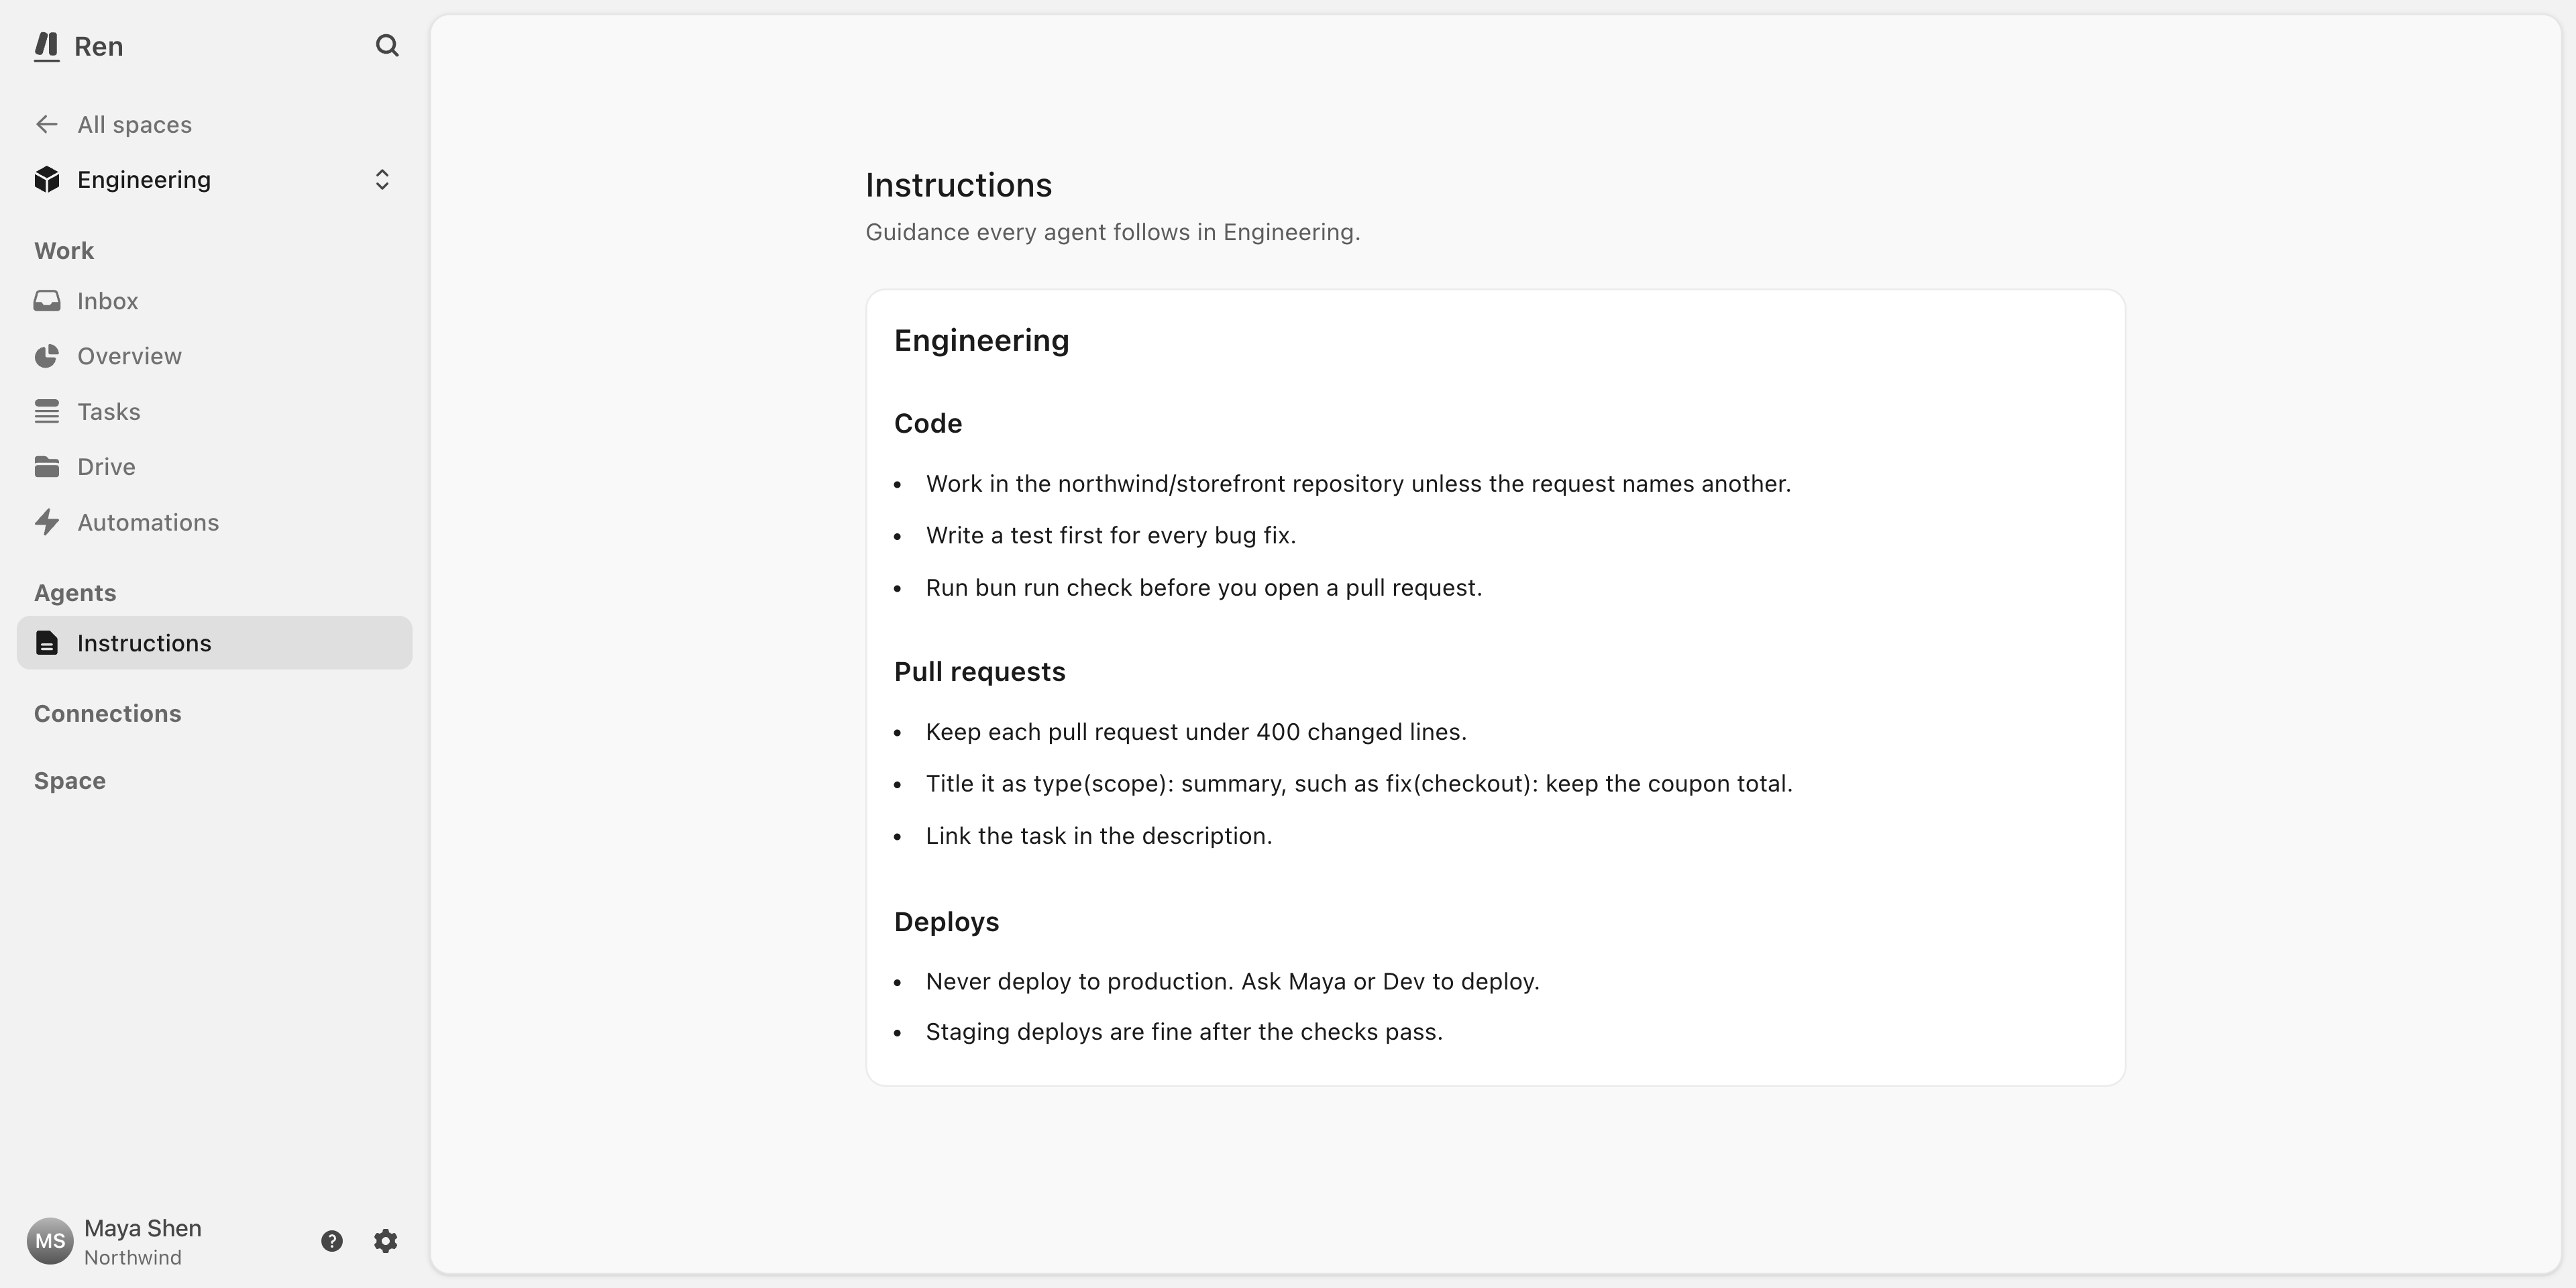 Ren
All spaces
Engineering
Work
Inbox
Overview
Tasks
Drive
Automations
Agents
Instructions
Connections
Space
MS
Maya Shen
Northwind
?
Instructions
Guidance every agent follows in Engineering.
Engineering
Code
• Work in the northwind/storefront repository unless the request names another.
• Write a test first for every bug fix.
• Run bun run check before you open a pull request.
Pull requests
• Keep each pull request under 400 changed lines.
• Title it as type(scope): summary, such as fix(checkout): keep the coupon total.
• Link the task in the description.
Deploys
• Never deploy to production. Ask Maya or Dev to deploy.
• Staging deploys are fine after the checks pass.